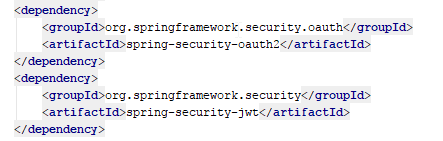 <dependency>
    <groupId>org.springframework.security.oauth</groupId>
    <artifactId>spring-security-oauth2</artifactId>
</dependency>
<dependency>
    <groupId>org.springframework.security</groupId>
    <artifactId>spring-security-jwt</artifactId>
</dependency>